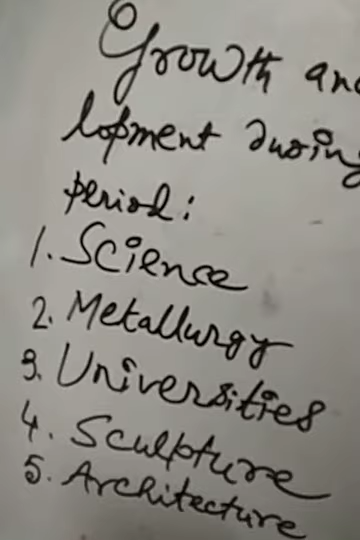 Growth an
lopment during
period:
1. Science
2. Metallurgy
3. Universities
4. Sculpture
5. Architecture